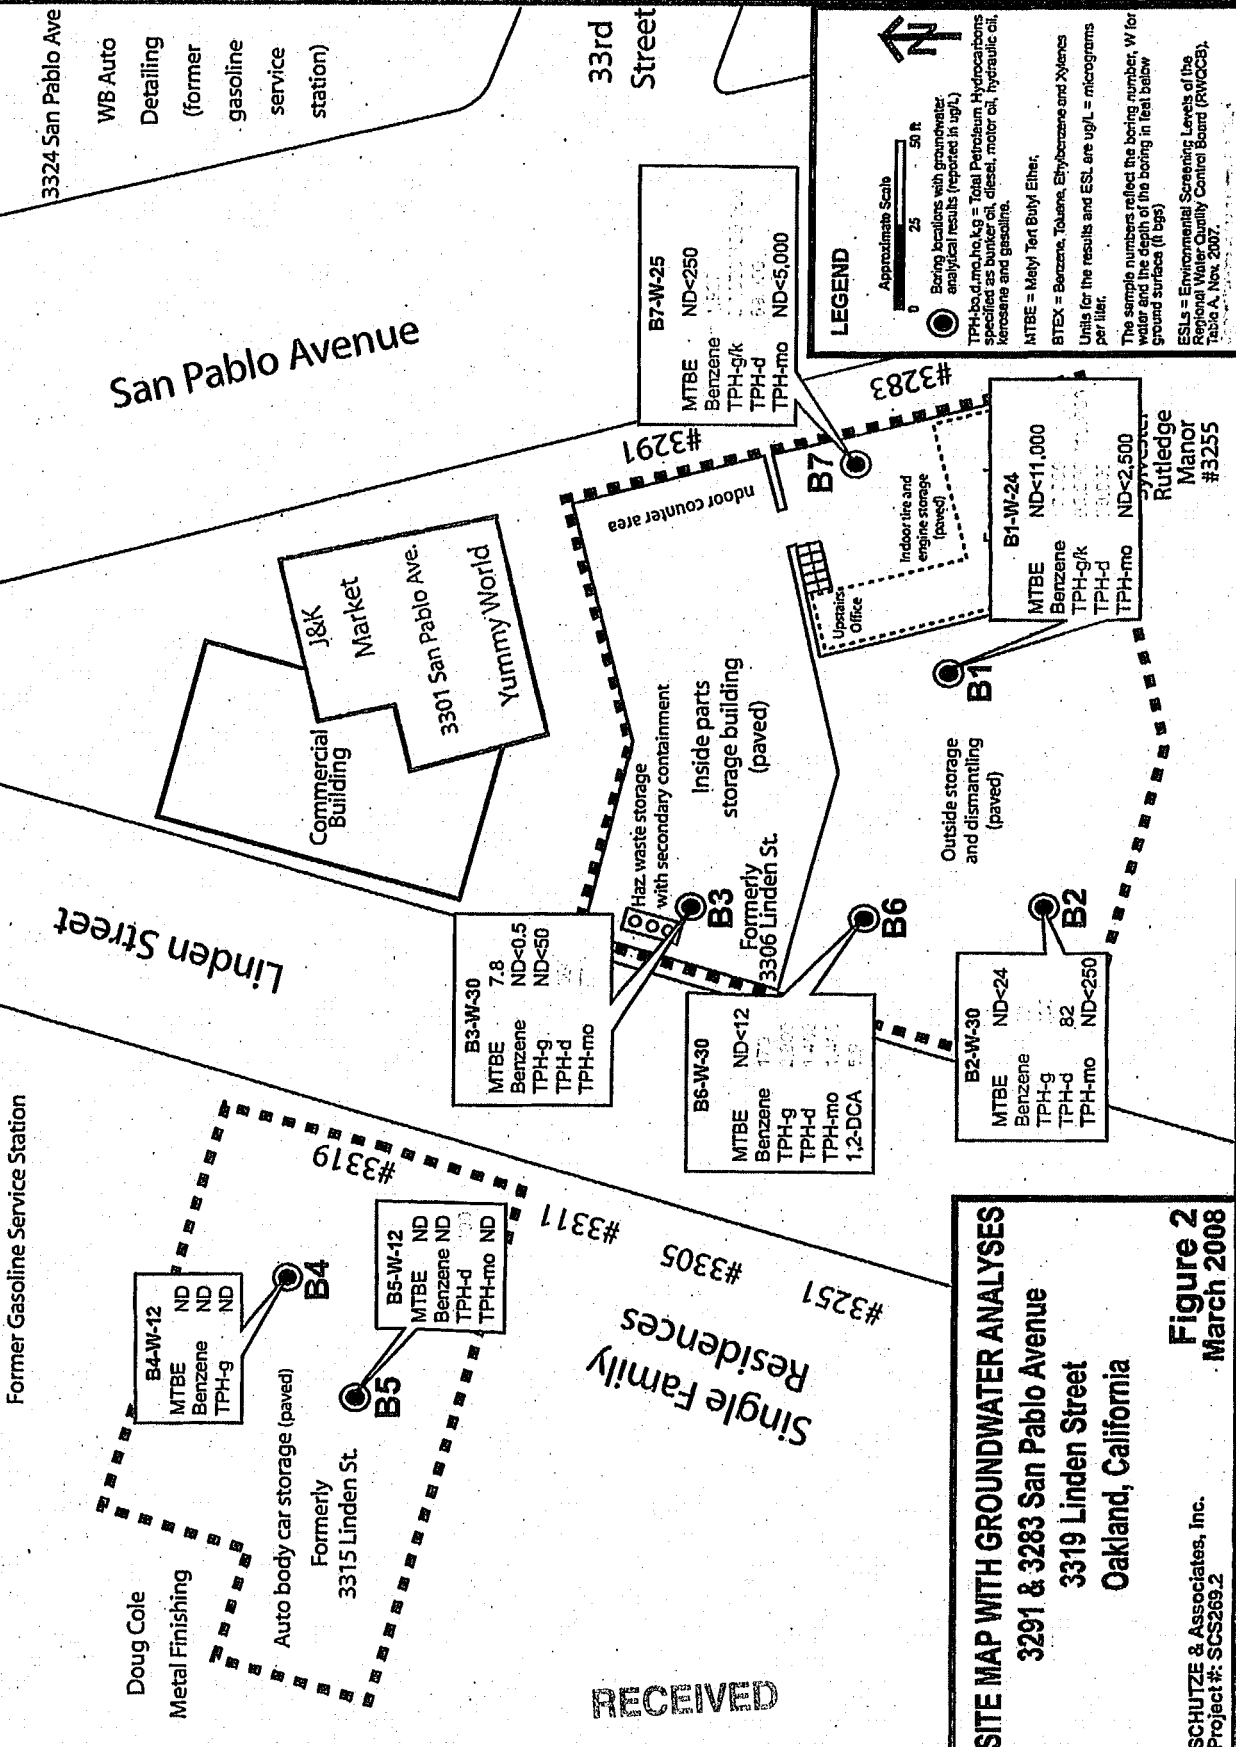 Former Gasoline Service Station
3324 San Pablo Ave
WB Auto
Detailing
(former
gasoline
service
station)
33rd
Street
San Pablo Avenue
Linden Street
Doug Cole
Metal Finishing
Auto body car storage (paved)
Formerly
3315 Linden St.
B4-W-12
MTBE ND
Benzene ND
TPH-g ND
B4
B5-W-12
MTBE ND
Benzene ND
TPH-d
TPH-mo ND
B5
#3319
#3311
#3305
#3251
Single Family
Residences
Commercial
Building
J&K
Market
3301 San Pablo Ave.
Yummy World
B3-W-30
MTBE 7.8
Benzene ND<0.5
TPH-g ND<50
TPH-d
TPH-mo
B3
Haz waste storage
with secondary containment
Inside parts
storage building
(paved)
Formerly
3306 Linden St.
ndoor counter area
#3291
B7-W-25
MTBE ND<250
Benzene
TPH-g/k
TPH-d
TPH-mo ND<5,000
B7
#3283
Upstairs
Office
Indoor tire and
engine storage
(paved)
B6-W-30
MTBE ND<12
Benzene
TPH-g
TPH-d
TPH-mo
1,2-DCA
B6
B1-W-24
MTBE ND<11,000
Benzene
TPH-g/k
TPH-d
TPH-mo ND<2,500
B1
Outside storage
and dismantling
(paved)
B2-W-30
MTBE ND<24
Benzene
TPH-g
TPH-d 82
TPH-mo ND<250
B2
Rutledge
Manor
#3255
LEGEND
Approximate Scale
0 25 50 ft.
N
Boring locations with groundwater
analytical results (reported in ug/L)
TPH-bo,d,mo,ho,k,g = Total Petroleum Hydrocarbons
specified as bunker oil, diesel, motor oil, hydraulic oil,
kerosene and gasoline.
MTBE = Metyl Tert Butyl Ether,
BTEX = Benzene, Toluene, Ethylbenzene and Xylenes
Units for the results and ESL are ug/L = micrograms
per liter.
The sample numbers reflect the boring number, W for
water and the depth of the boring in feet below
ground surface (ft bgs)
ESLs = Environmental Screening Levels of the
Regional Water Quality Control Board (RWQCB),
Table A, Nov. 2007.
SITE MAP WITH GROUNDWATER ANALYSES
3291 & 3283 San Pablo Avenue
3319 Linden Street
Oakland, California
Figure 2
March 2008
SCHUTZE & Associates, Inc.
Project #: SCS269.2
RECEIVED